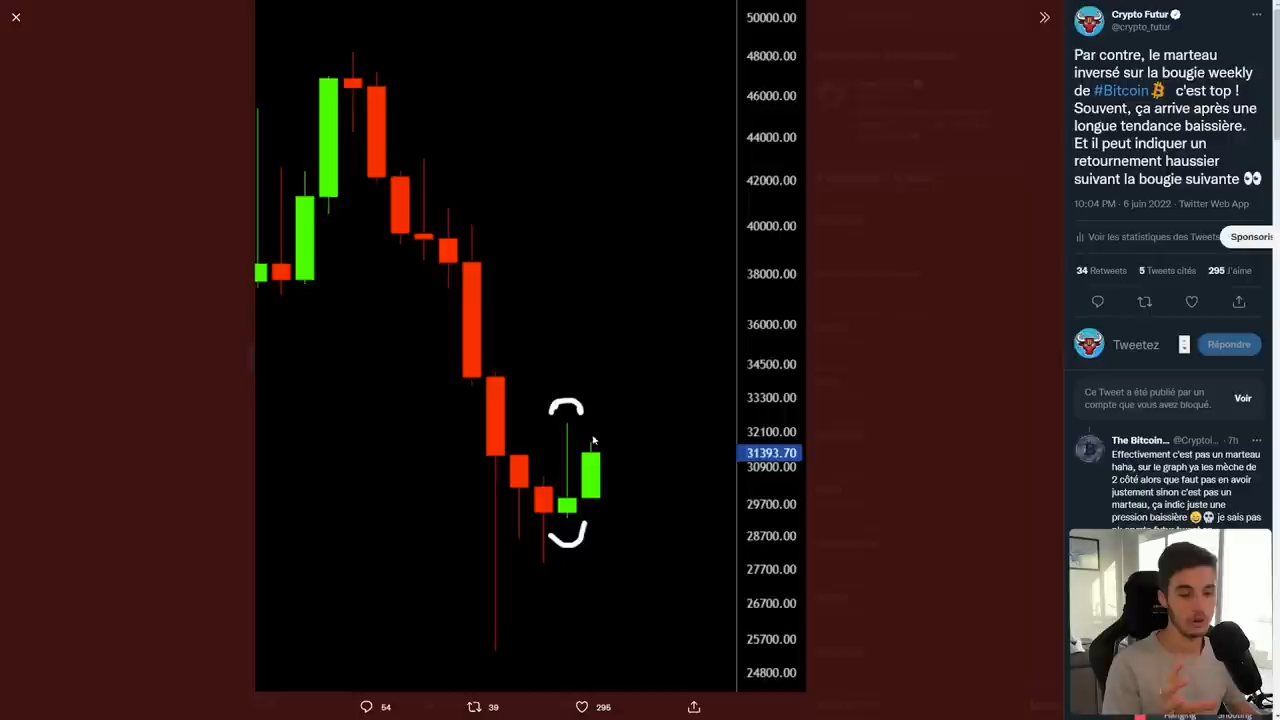 50000.00
48000.00
46000.00
44000.00
42000.00
40000.00
38000.00
36000.00
34500.00
33300.00
32100.00
31393.70
30900.00
29700.00
28700.00
27700.00
26700.00
25700.00
24800.00
54
39
295
Crypto Futur
@crypto_futur
Par contre, le marteau
inversé sur la bougie weekly
de #Bitcoin c'est top !
Souvent, ça arrive après une
longue tendance baissière.
Et il peut indiquer un
retournement haussier
suivant la bougie suivante 👀
10:04 PM · 6 juin 2022 · Twitter Web App
Voir les statistiques des Tweets
Sponsoris
34 Retweets 5 Tweets cités 295 J'aime
Tweetez
Répondre
Ce Tweet a été publié par un
compte que vous avez bloqué.
Voir
The Bitcoin... @Cryptol... · 7h
Effectivement c'est pas un marteau
haha, sur le graph ya les mèche de
2 côté alors que faut pas en avoir
justement sinon c'est pas un
marteau, ça indic juste une
pression baissière 😄💀 je sais pas